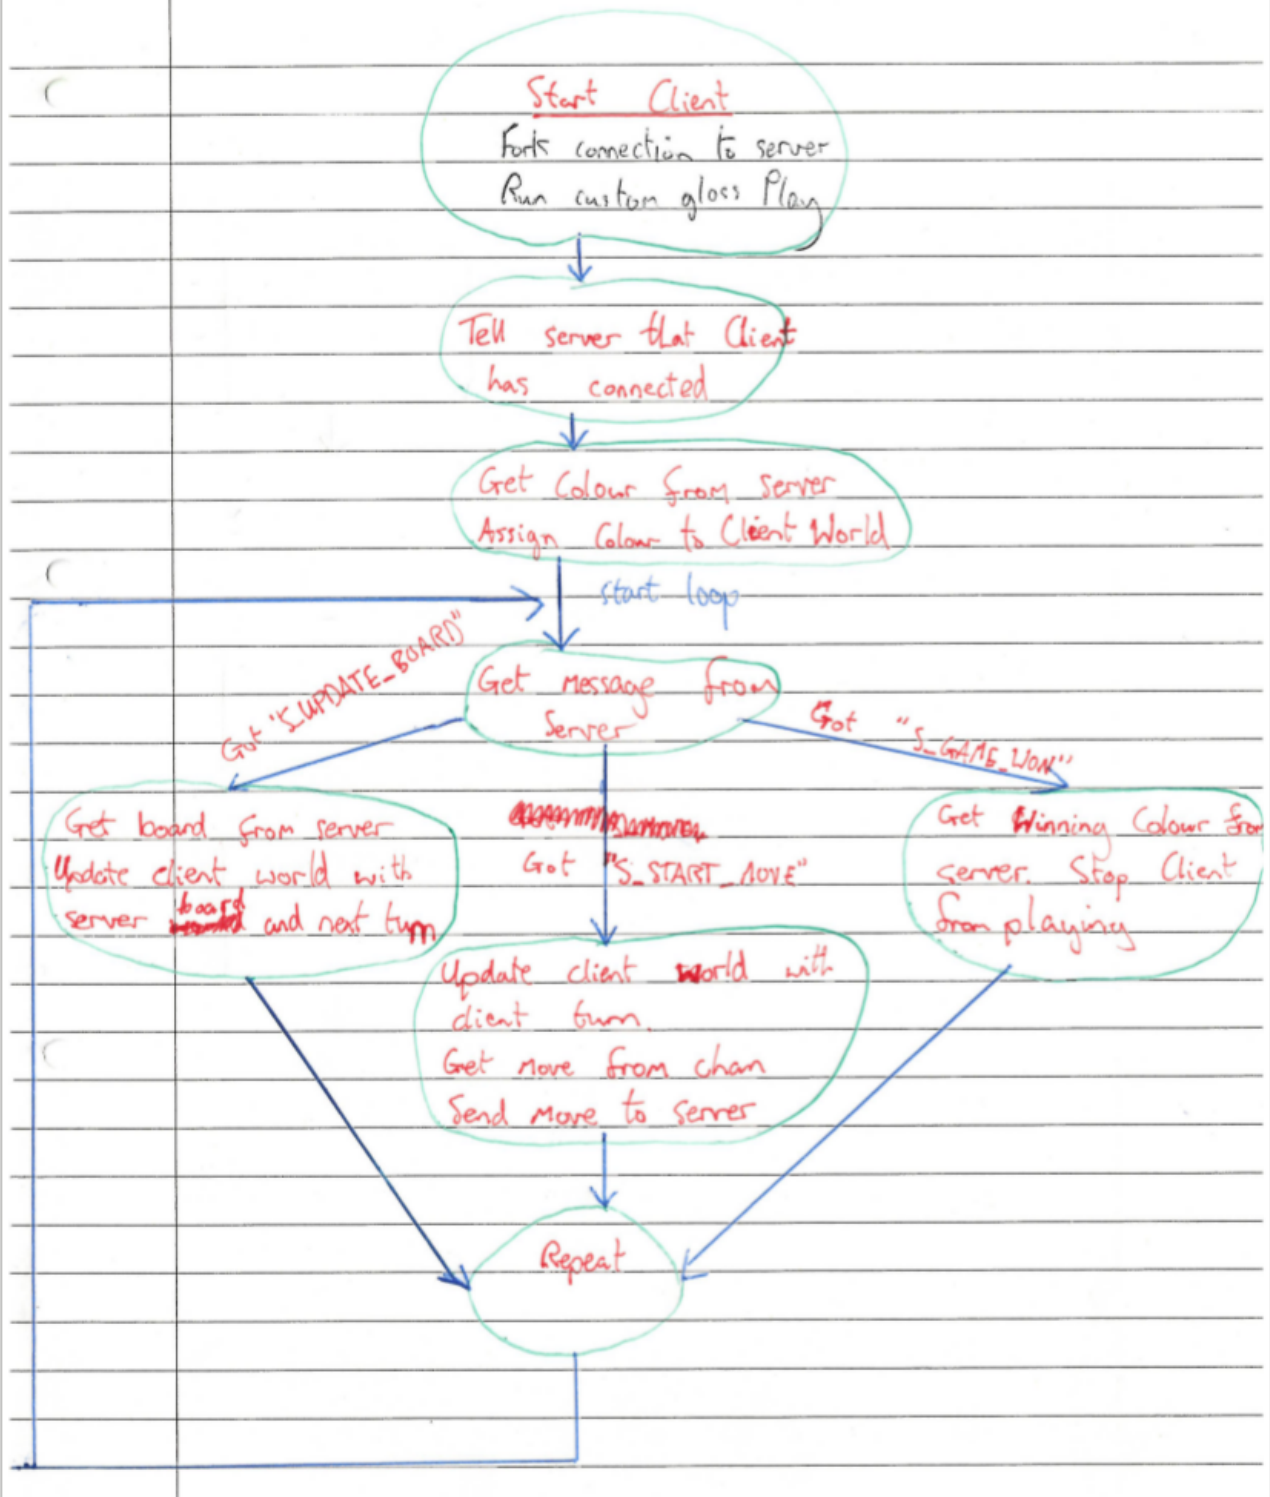 Start Client
Fork connection to server
Run custom gloss Play
Tell server that Client
has connected
Get Colour from server
Assign Colour to Client World
start loop
Get message from
Server
Got "S_UPDATE_BOARD"
Got "S_GAME_WON"
Get board from server
Update client world with
server board and next turn
Got "S_START_MOVE"
Get Winning Colour from
server. Stop Client
from playing
Update client world with
client turn.
Get move from chan
Send move to server
Repeat